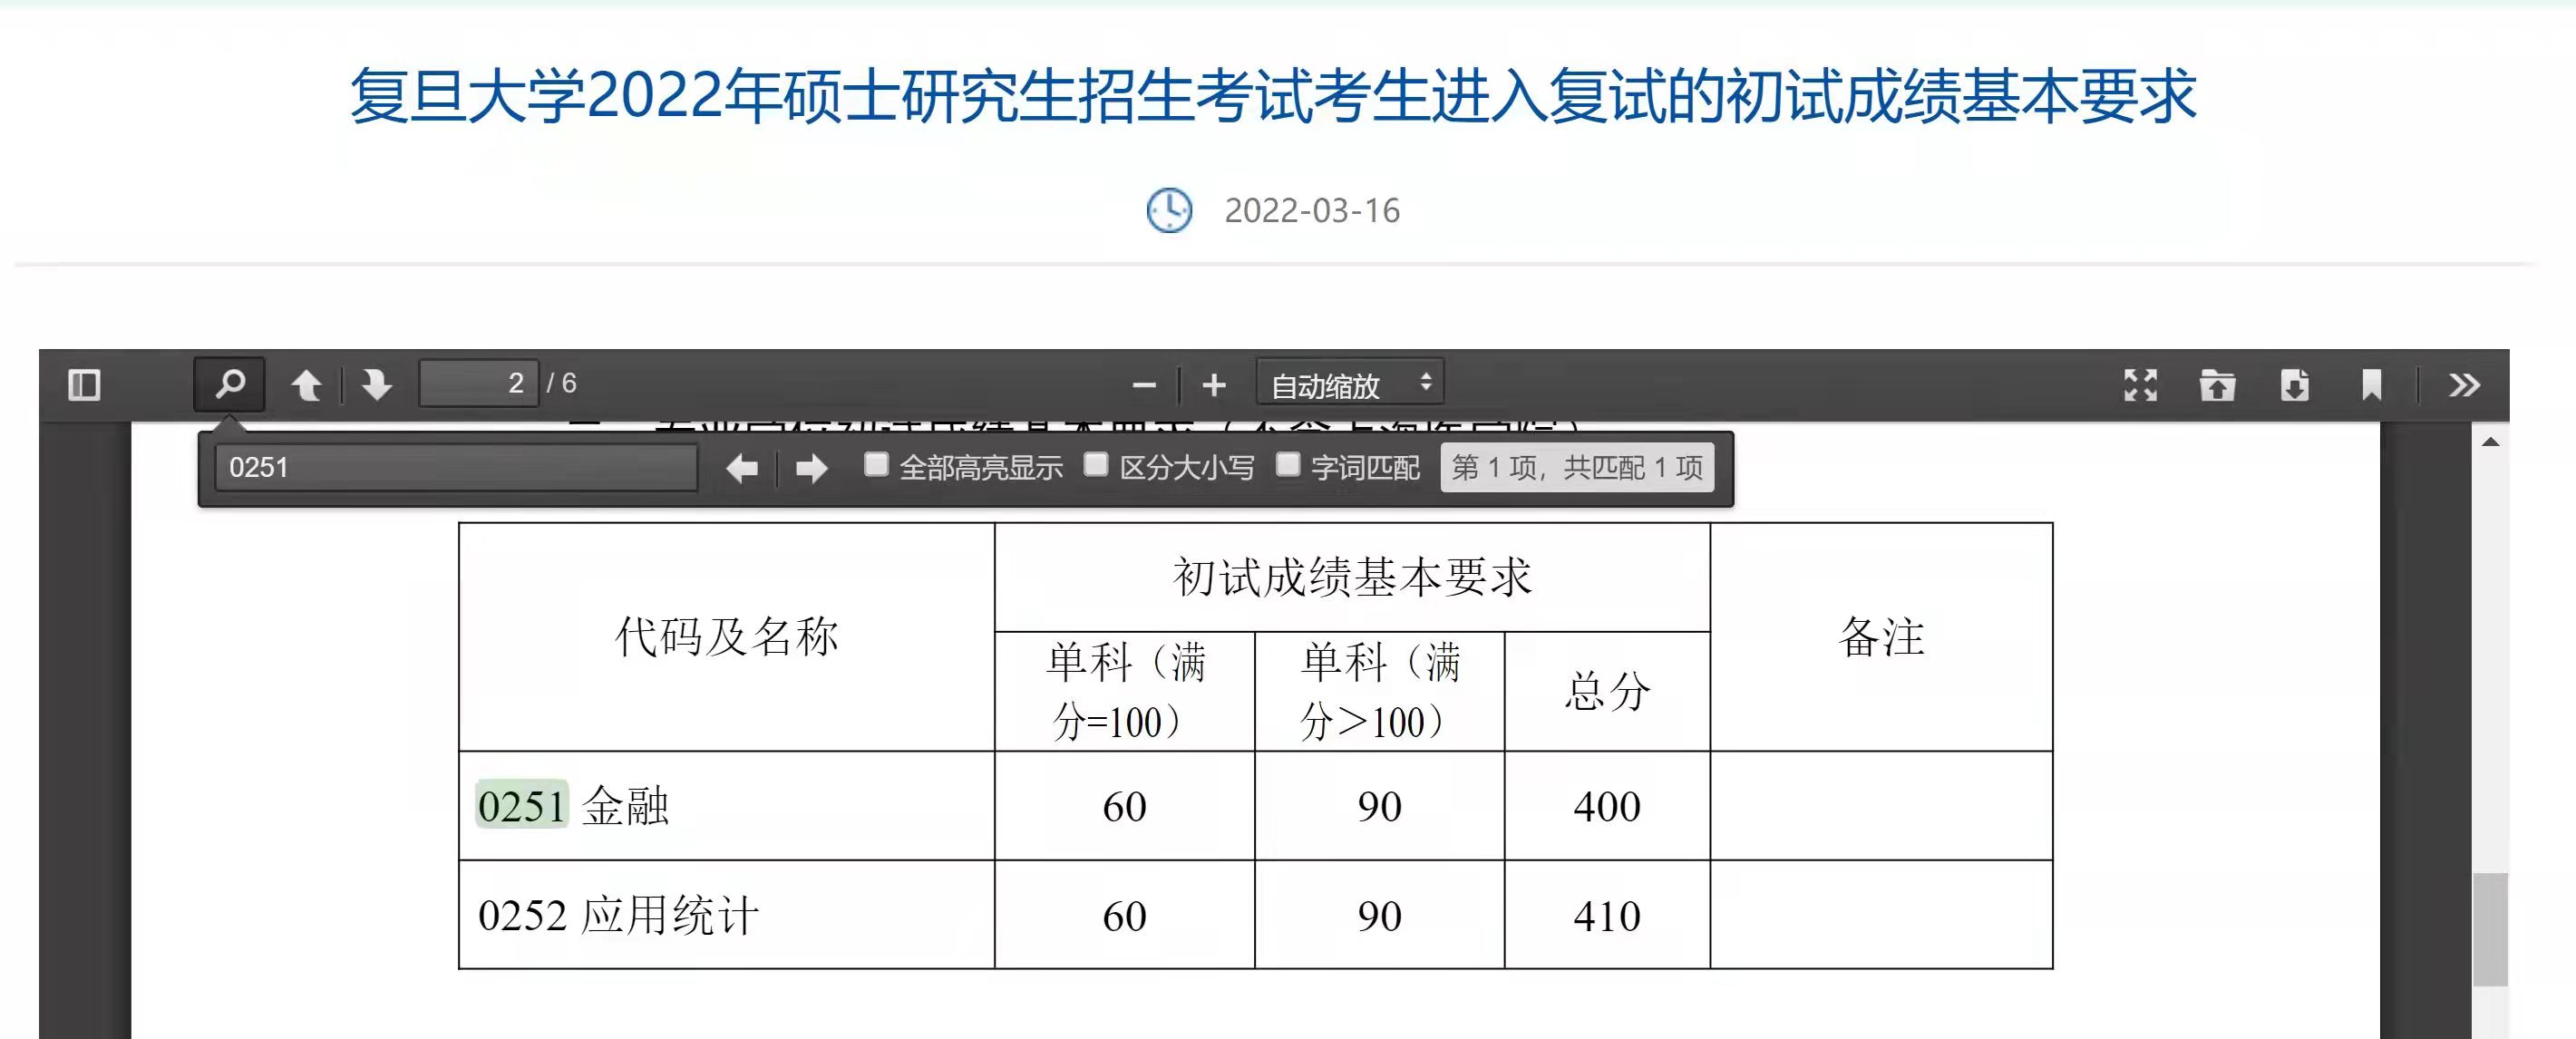 复旦大学2022年硕士研究生招生考试考生进入复试的初试成绩基本要求
2022-03-16
2 / 6
自动缩放
0251
全部高亮显示
区分大小写
字词匹配
第 1 项，共匹配 1 项
代码及名称
初试成绩基本要求
备注
单科（满
分=100）
单科（满
分＞100）
总分
0251 金融 60 90 400
0252 应用统计 60 90 410